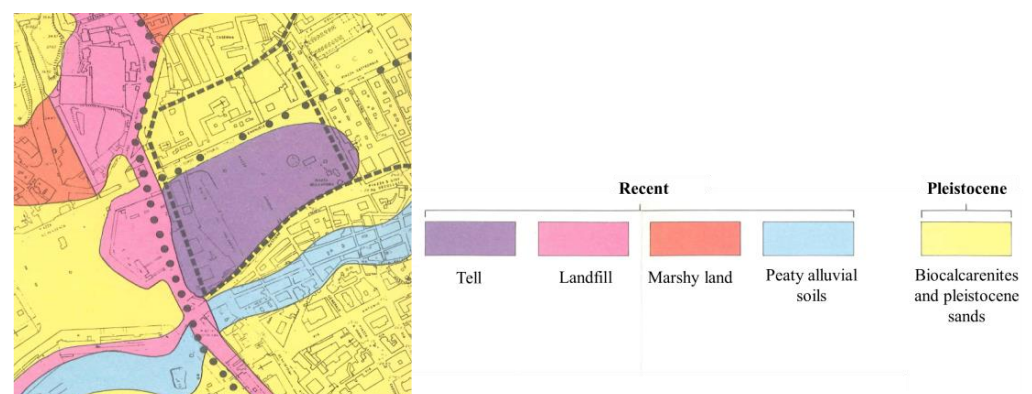 Recent
Pleistocene
Tell
Landfill
Marshy land
Peaty alluvial
soils
Biocalcarenites
and pleistocene
sands